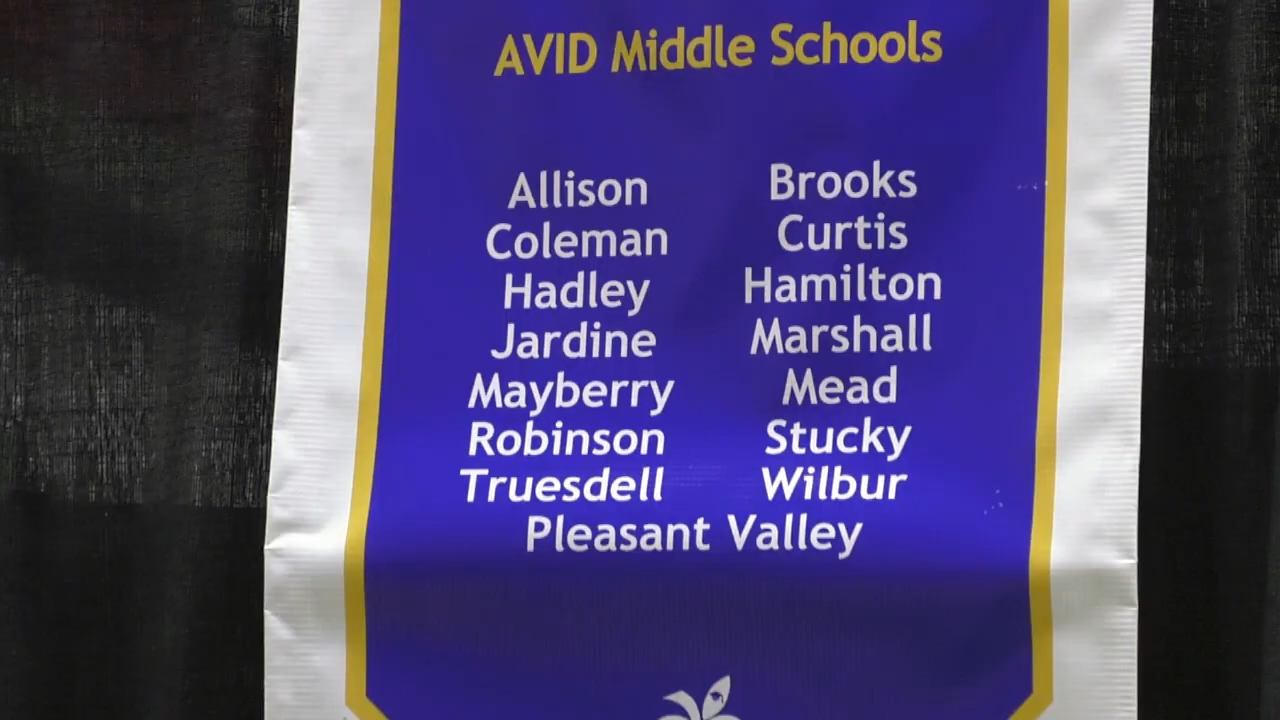 AVID Middle Schools
Allison Brooks
Coleman Curtis
Hadley Hamilton
Jardine Marshall
Mayberry Mead
Robinson Stucky
Truesdell Wilbur
Pleasant Valley